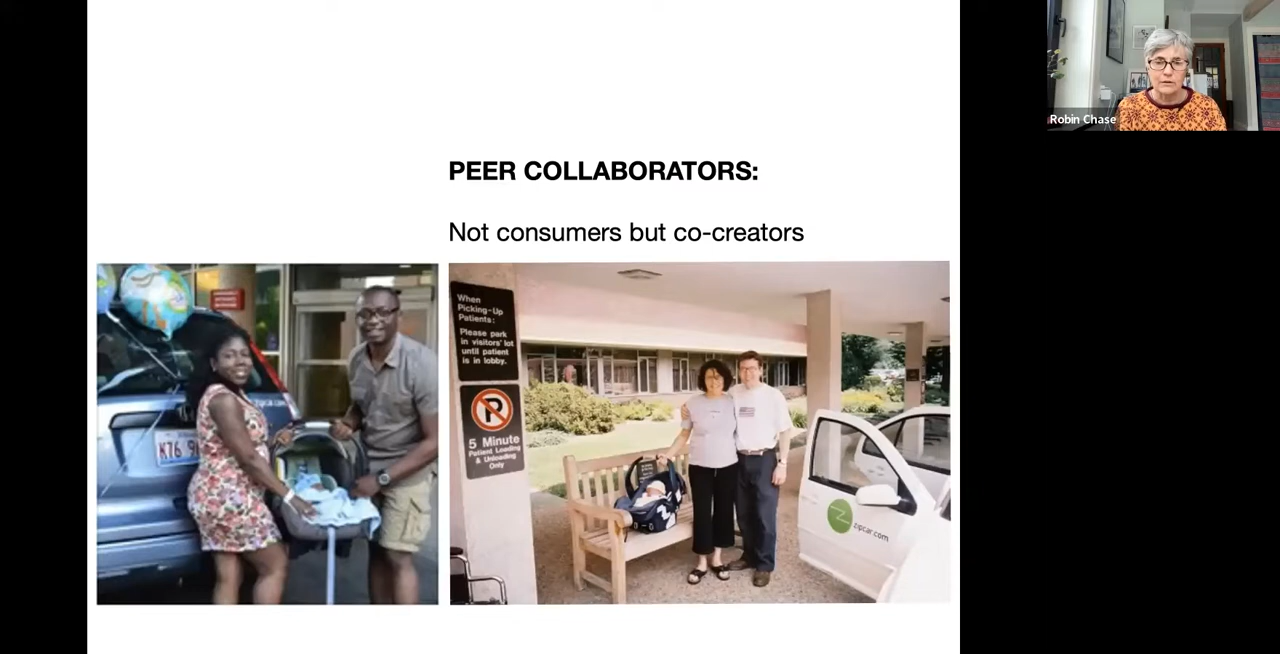 Robin Chase
PEER COLLABORATORS:
Not consumers but co-creators
When
Picking-Up
Patients:
Please park
in visitors' lot
until patient
is in lobby.
P
5 Minute
Patient Loading
& Unloading
Only
zipcar.com
K76